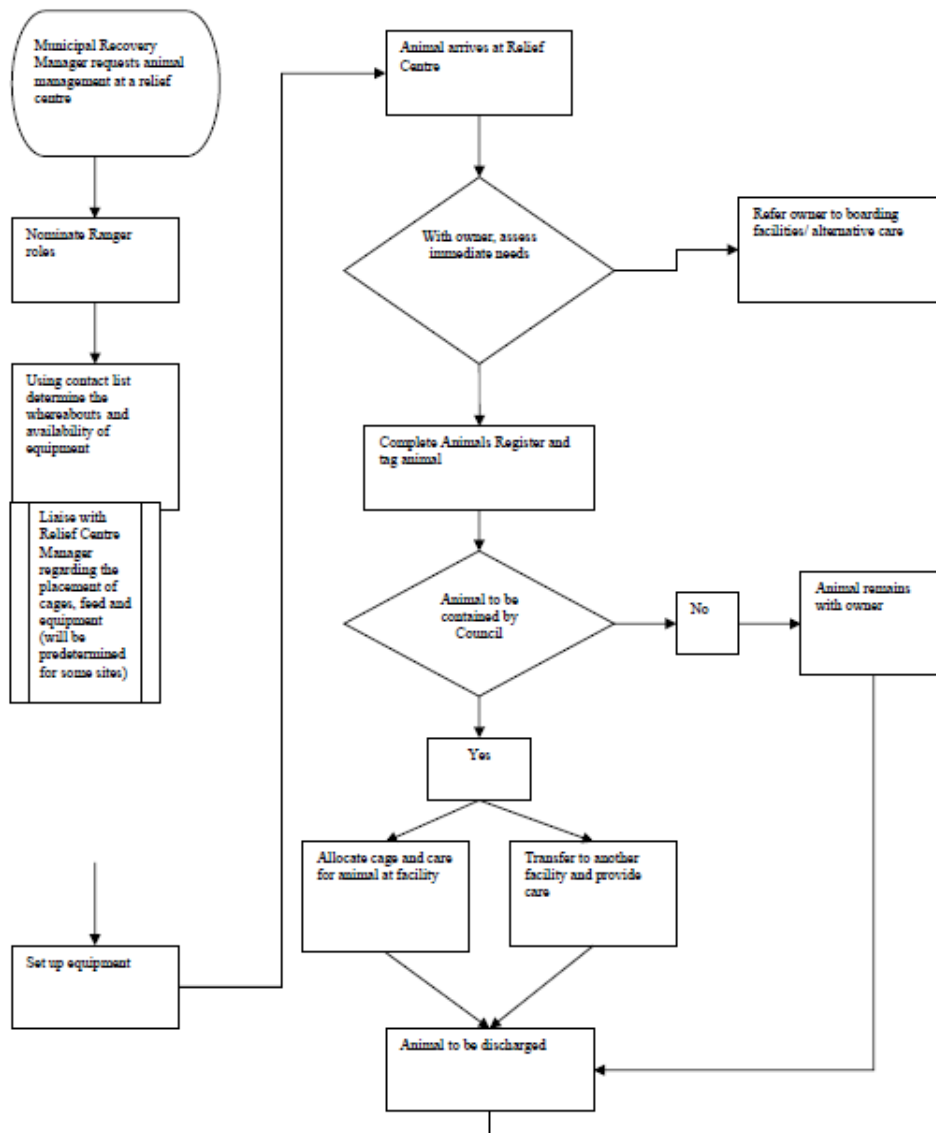 Municipal Recovery
Manager requests animal
management at a relief
centre
Nominate Ranger
roles
Using contact list
determine the
whereabouts and
availability of
equipment
Liaise with
Relief Centre
Manager
regarding the
placement of
cages, feed and
equipment
(will be
predetermined
for some sites)
Set up equipment
Animal arrives at Relief
Centre
With owner, assess
immediate needs
Refer owner to boarding
facilities/ alternative care
Complete Animals Register and
tag animal
Animal to be
contained by
Council
No
Animal remains
with owner
Yes
Allocate cage and care
for animal at facility
Transfer to another
facility and provide
care
Animal to be discharged